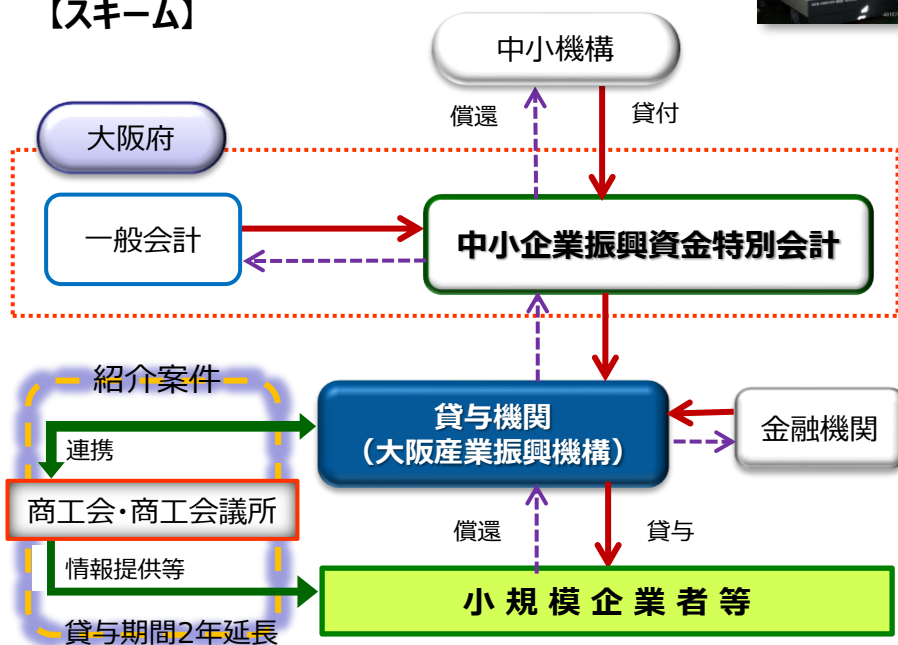 【スキーム】
中小機構
償還
貸付
大阪府
一般会計
中小企業振興資金特別会計
紹介案件
貸与機関
（大阪産業振興機構）
金融機関
連携
商工会・商工会議所
償還
貸与
情報提供等
小規模企業者等
貸与期間2年延長